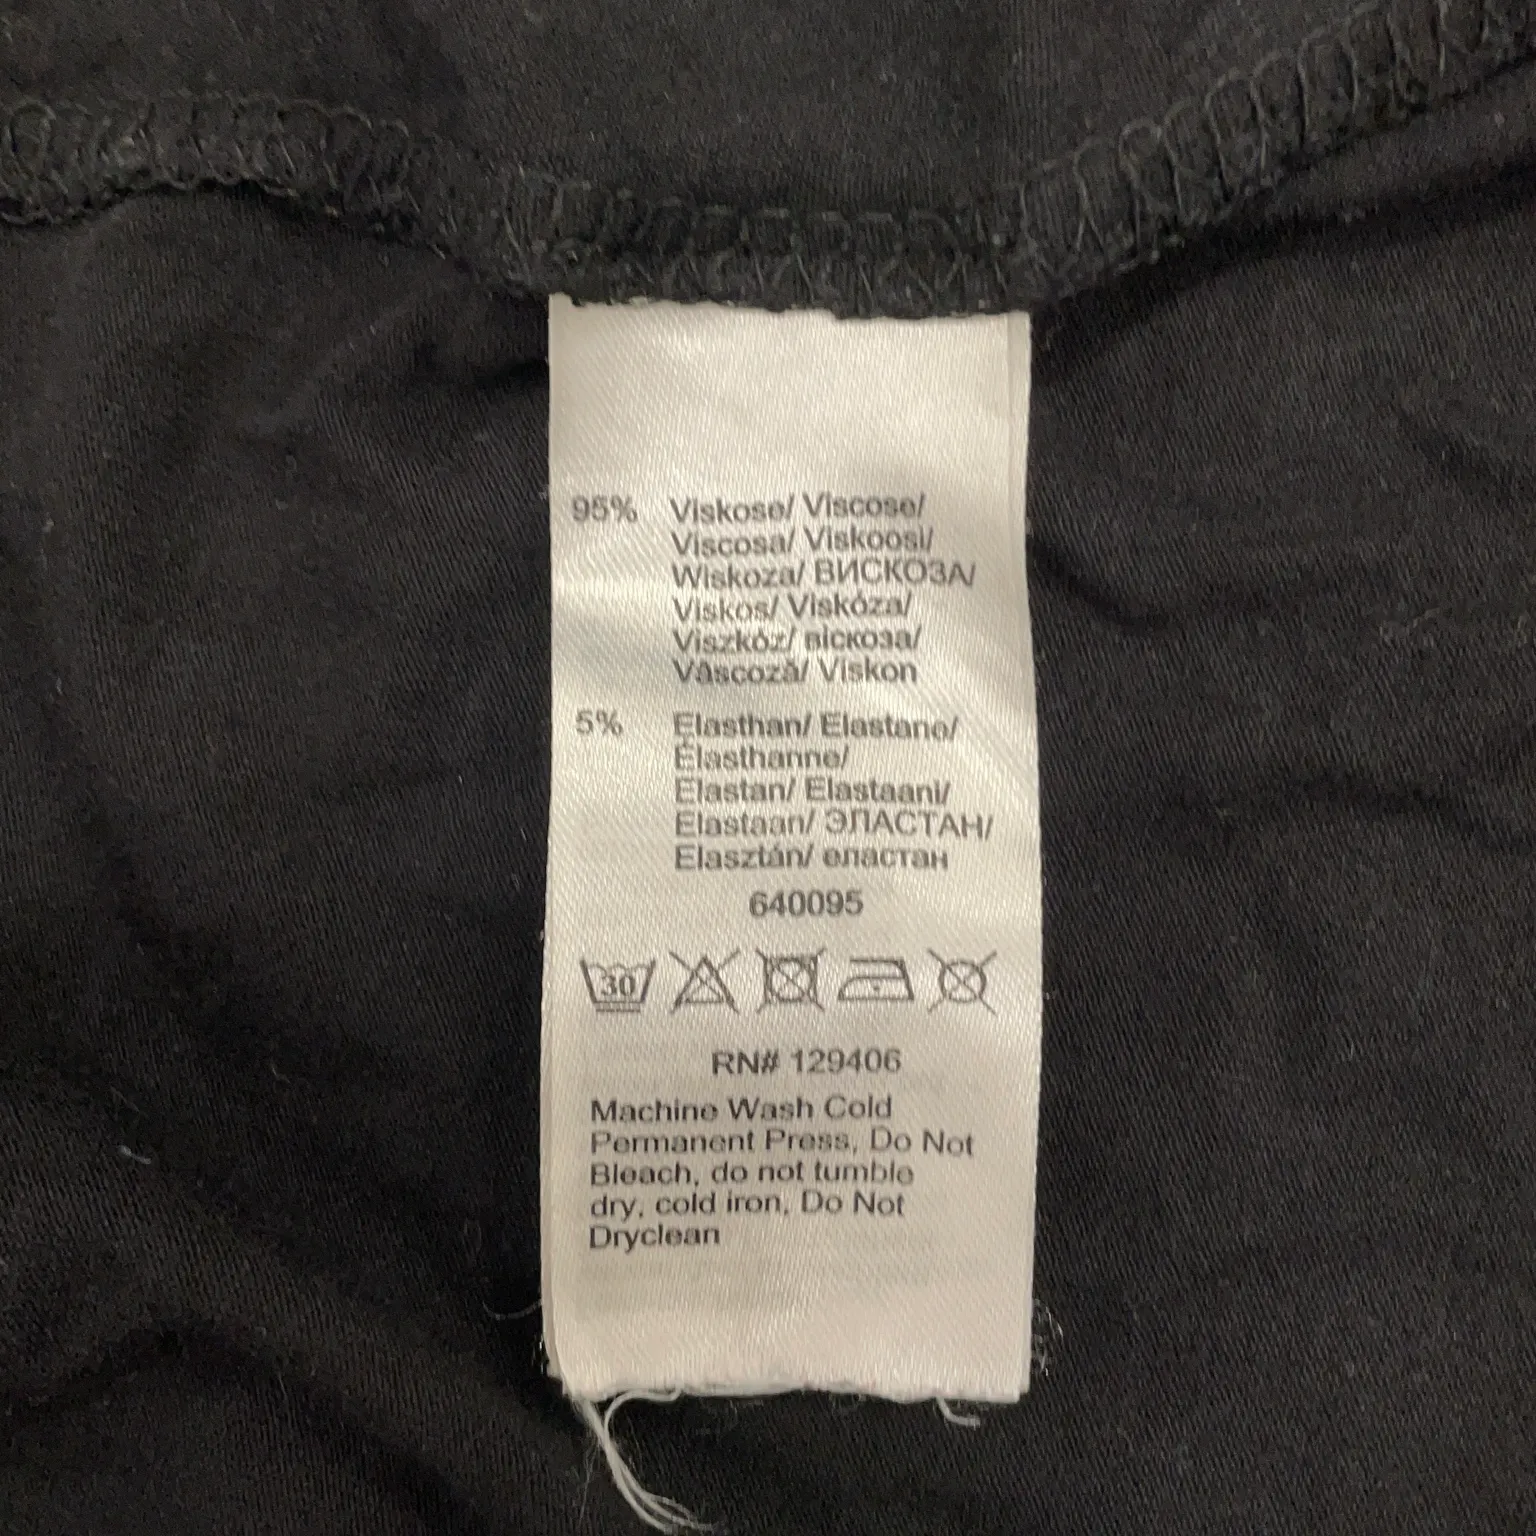 95% Viskose/ Viscose/
Viscosa/ Viskoosi/
Wiskoza/ ВИСКОЗА/
Viskos/ Viskóza/
Viszkóz/ віскоза/
Vâscoză/ Viskon
5% Elasthan/ Elastane/
Élasthanne/
Elastan/ Elastaani/
Elastaan/ ЭЛАСТАН/
Elasztán/ еластан
640095
30
RN# 129406
Machine Wash Cold
Permanent Press, Do Not
Bleach, do not tumble
dry, cold iron, Do Not
Dryclean